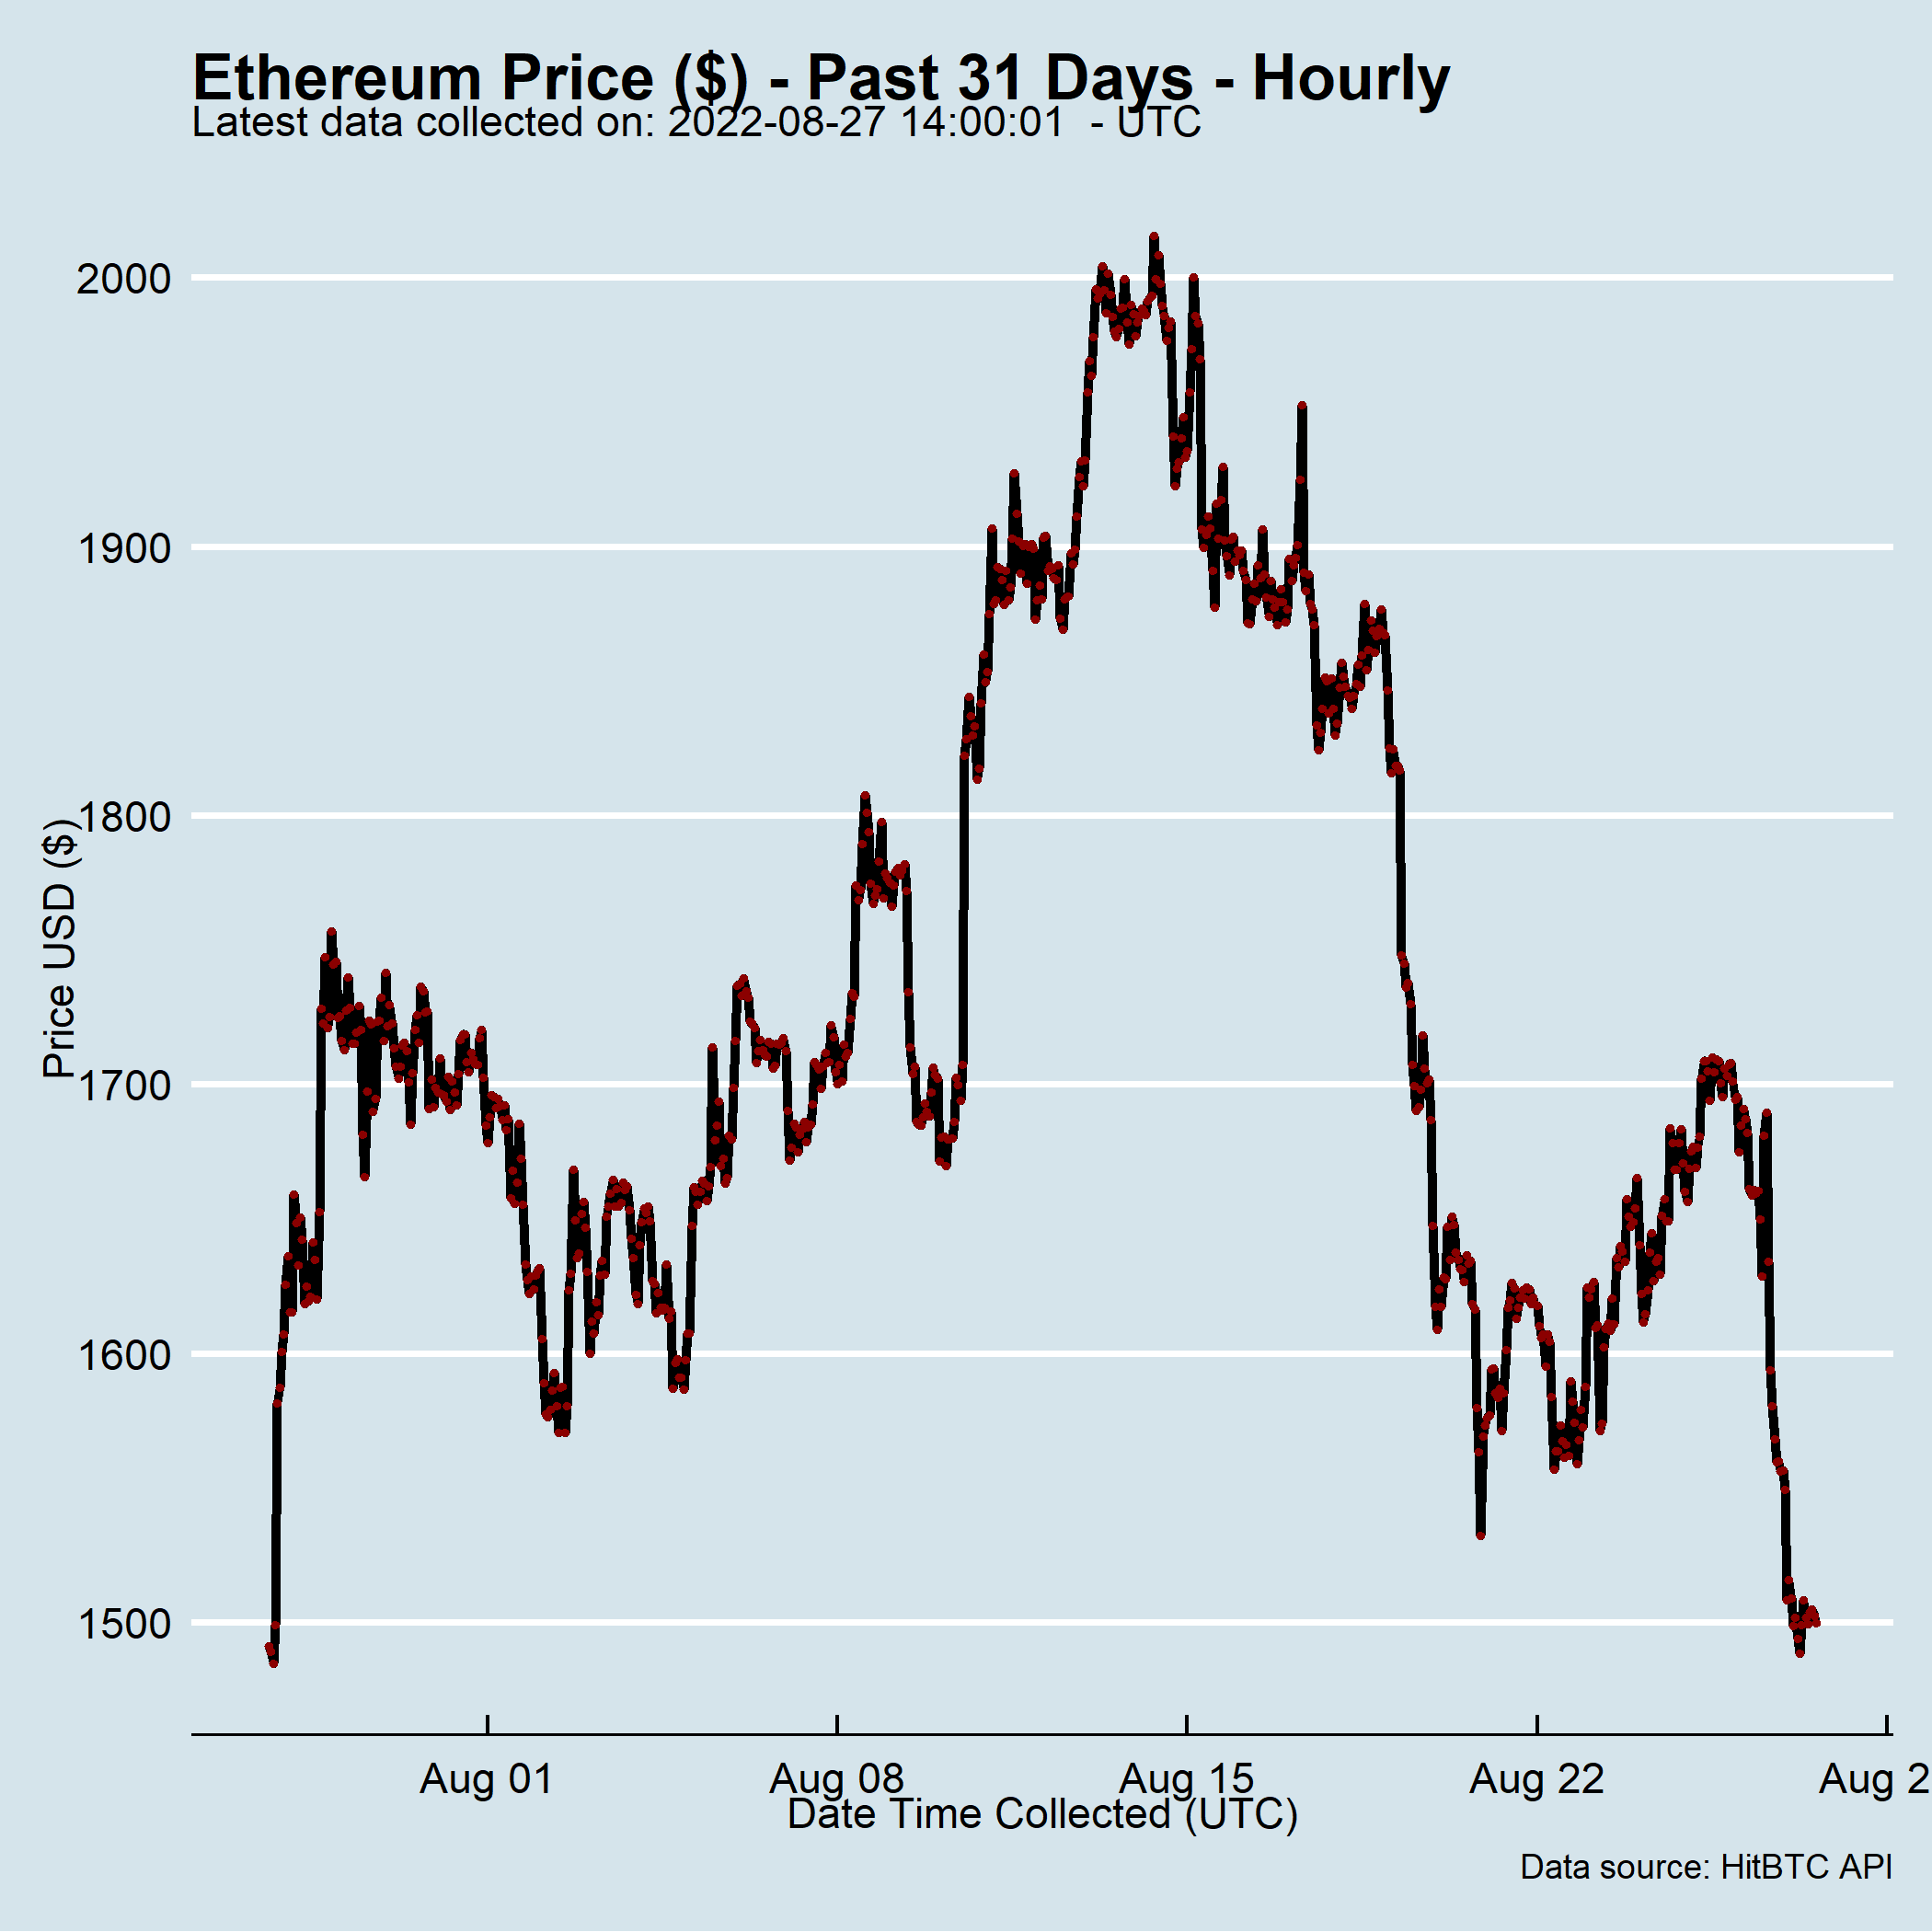 Ethereum Price ($) - Past 31 Days - Hourly
Latest data collected on: 2022-08-27 14:00:01  - UTC
2000
1900
1800
1700
1600
1500
Price USD ($)
Aug 01 Aug 08 Aug 15 Aug 22 Aug 2
Date Time Collected (UTC)
Data source: HitBTC API